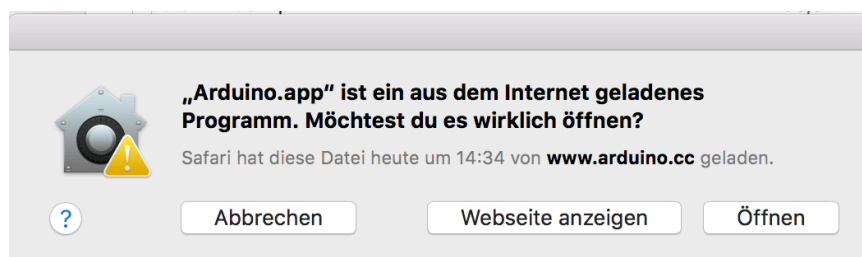 „Arduino.app“ ist ein aus dem Internet geladenes
Programm. Möchtest du es wirklich öffnen?
Safari hat diese Datei heute um 14:34 von www.arduino.cc geladen.
?
Abbrechen
Webseite anzeigen
Öffnen